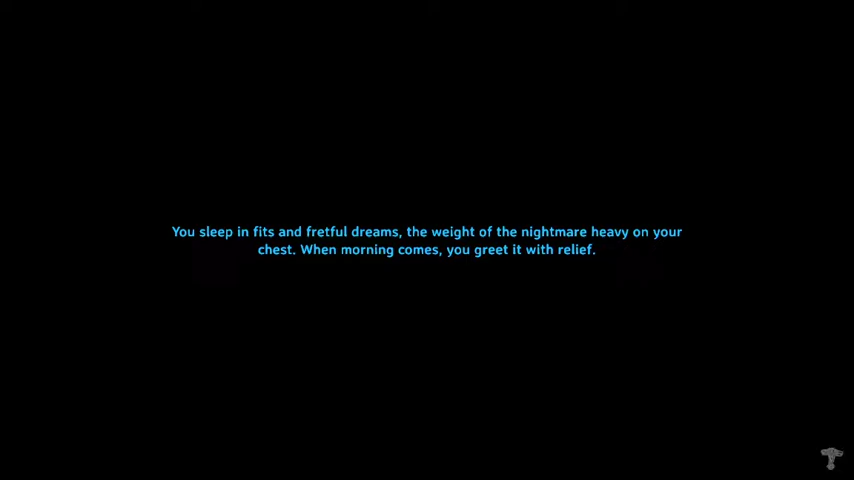 You sleep in fits and fretful dreams, the weight of the nightmare heavy on your
chest. When morning comes, you greet it with relief.